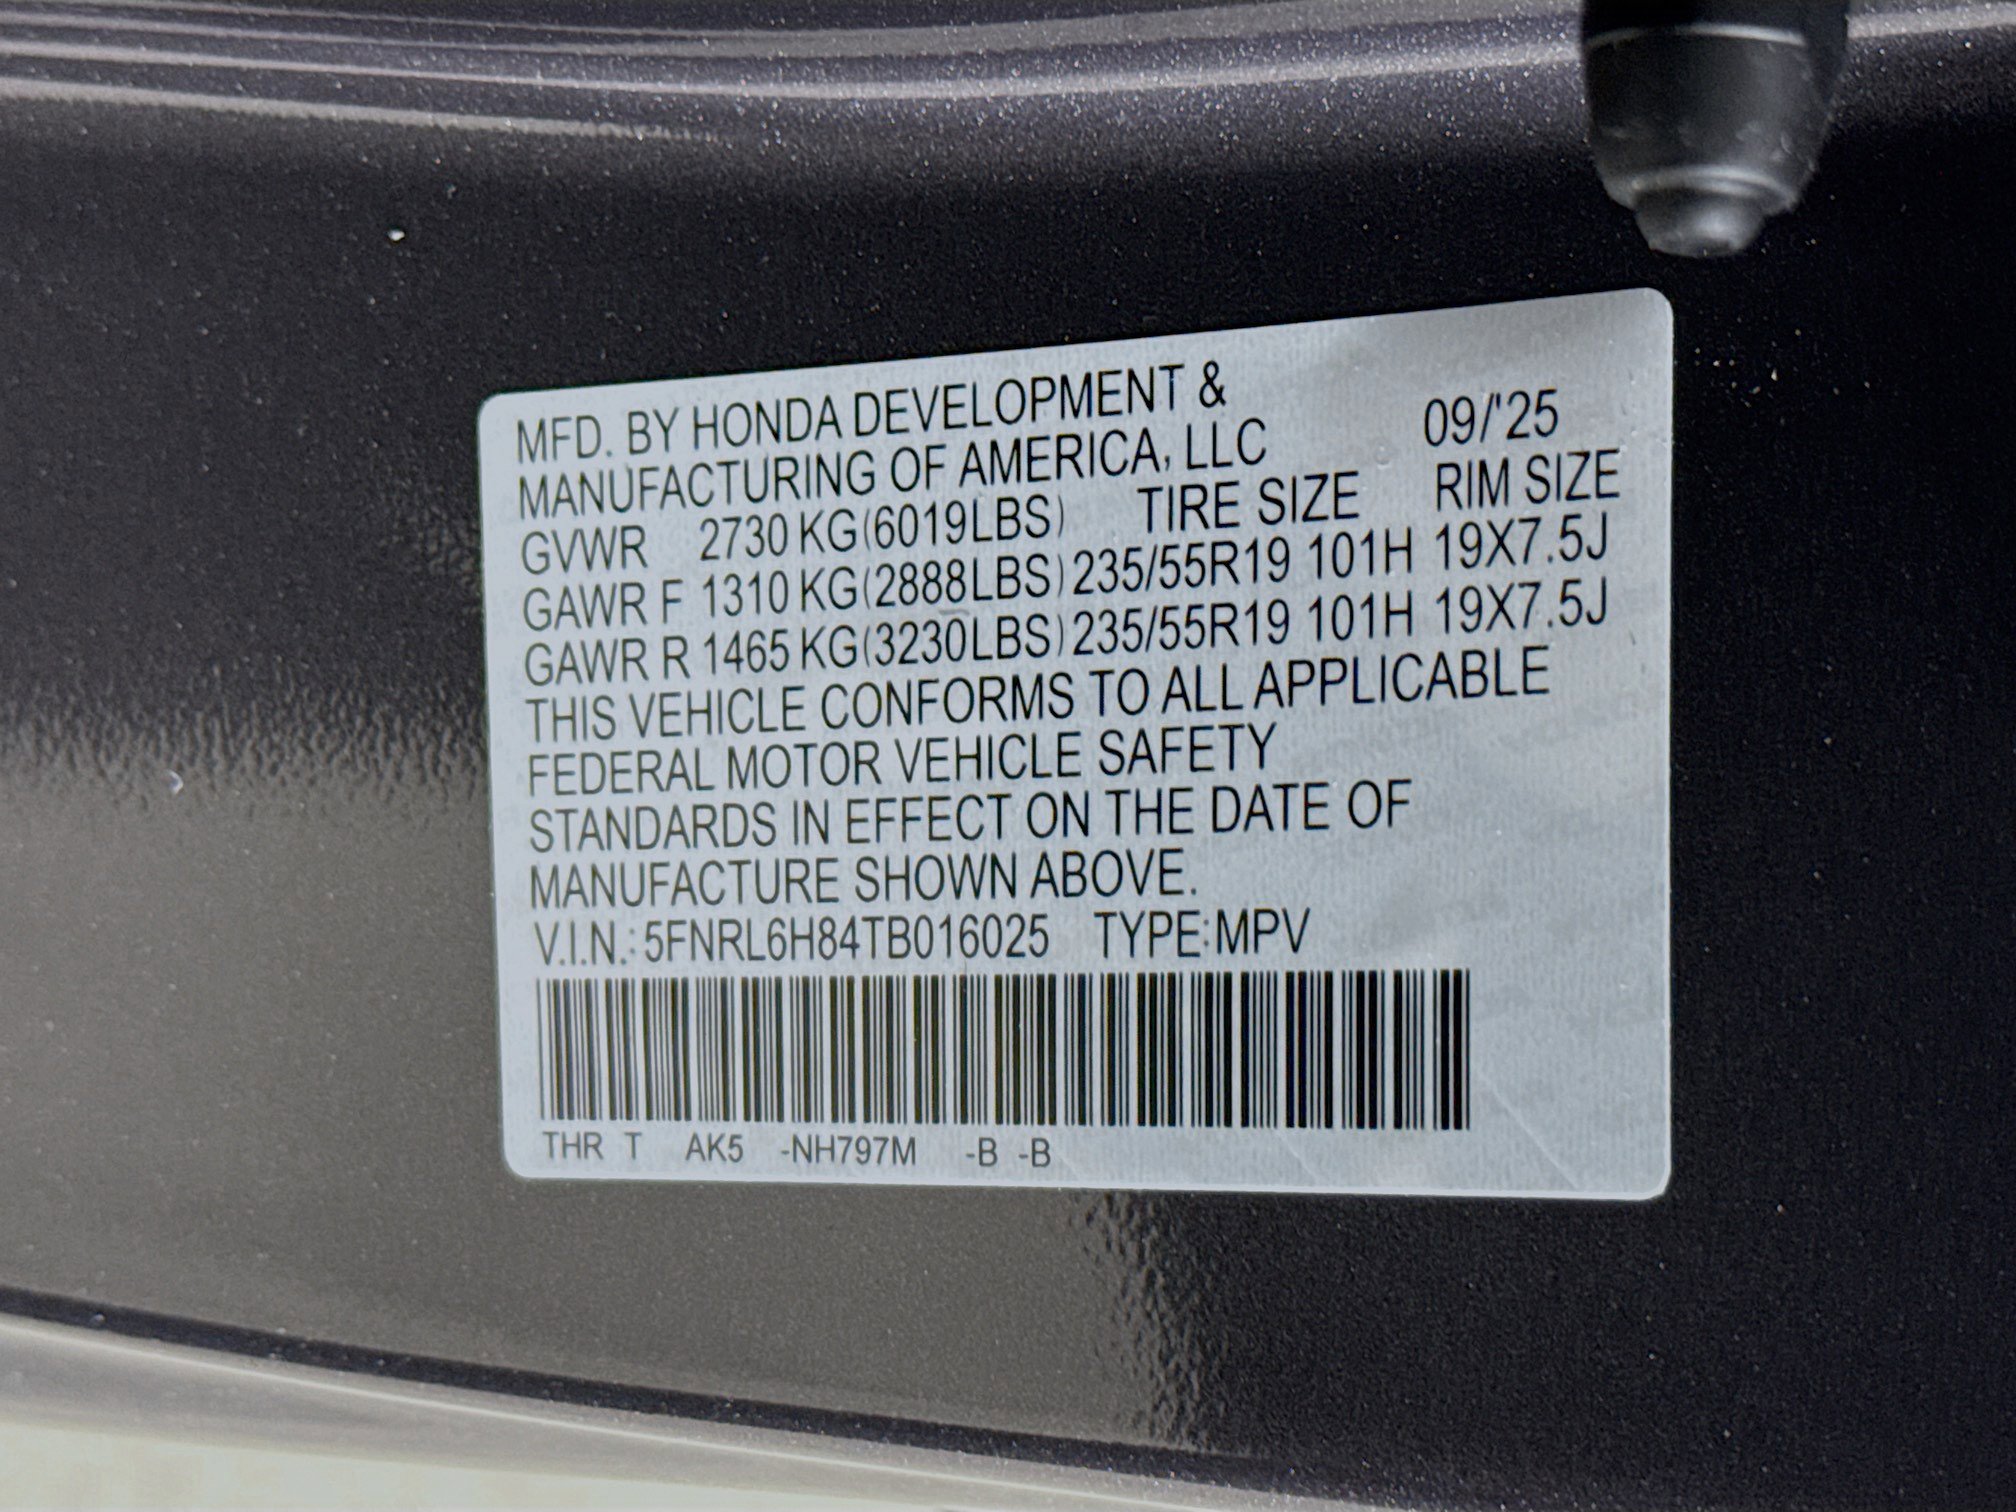 MFD. BY HONDA DEVELOPMENT &
MANUFACTURING OF AMERICA, LLC 09/'25
GVWR 2730 KG(6019LBS) TIRE SIZE RIM SIZE
GAWR F 1310 KG(2888LBS) 235/55R19 101H 19X7.5J
GAWR R 1465 KG(3230LBS) 235/55R19 101H 19X7.5J
THIS VEHICLE CONFORMS TO ALL APPLICABLE
FEDERAL MOTOR VEHICLE SAFETY
STANDARDS IN EFFECT ON THE DATE OF
MANUFACTURE SHOWN ABOVE.
V.I.N.: 5FNRL6H84TB016025 TYPE:MPV
THR T AK5 -NH797M -B -B